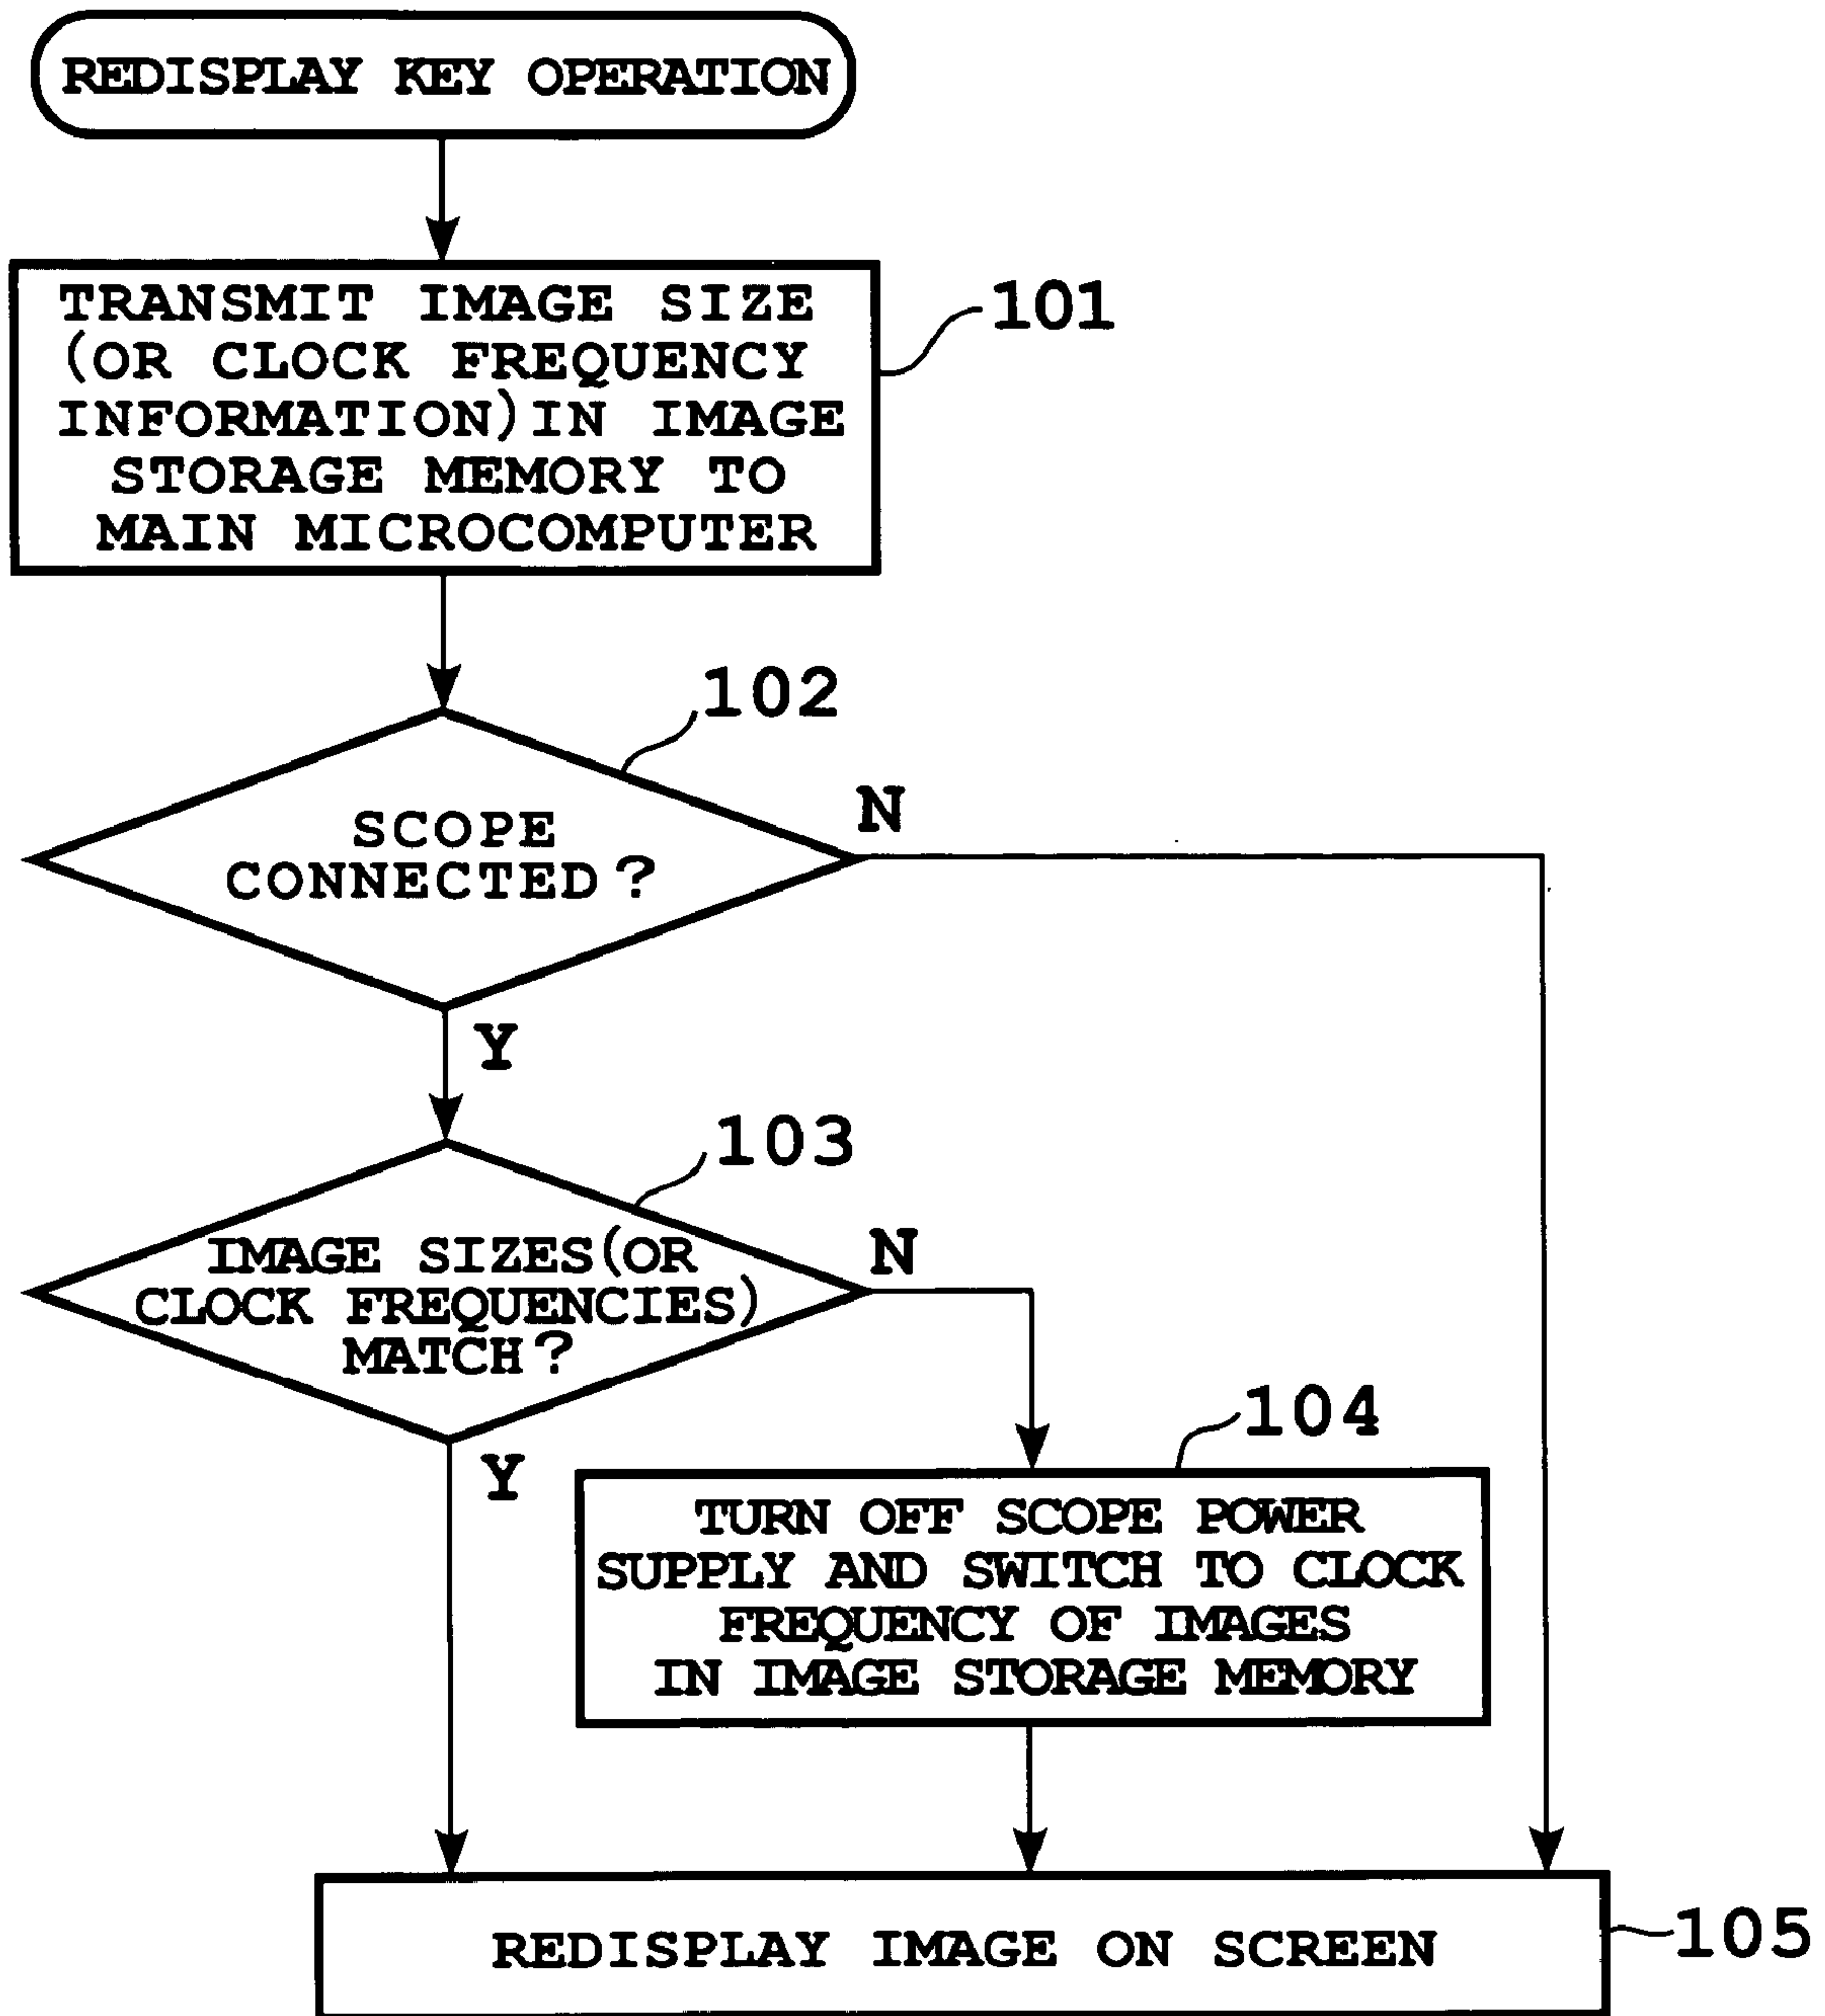 REDISPLAY KEY OPERATION
TRANSMIT IMAGE SIZE
(OR CLOCK FREQUENCY
INFORMATION)IN IMAGE
STORAGE MEMORY TO
MAIN MICROCOMPUTER
101
102
SCOPE
CONNECTED?
N
Y
103
IMAGE SIZES(OR
CLOCK FREQUENCIES)
MATCH?
N
Y
104
TURN OFF SCOPE POWER
SUPPLY AND SWITCH TO CLOCK
FREQUENCY OF IMAGES
IN IMAGE STORAGE MEMORY
REDISPLAY IMAGE ON SCREEN
105